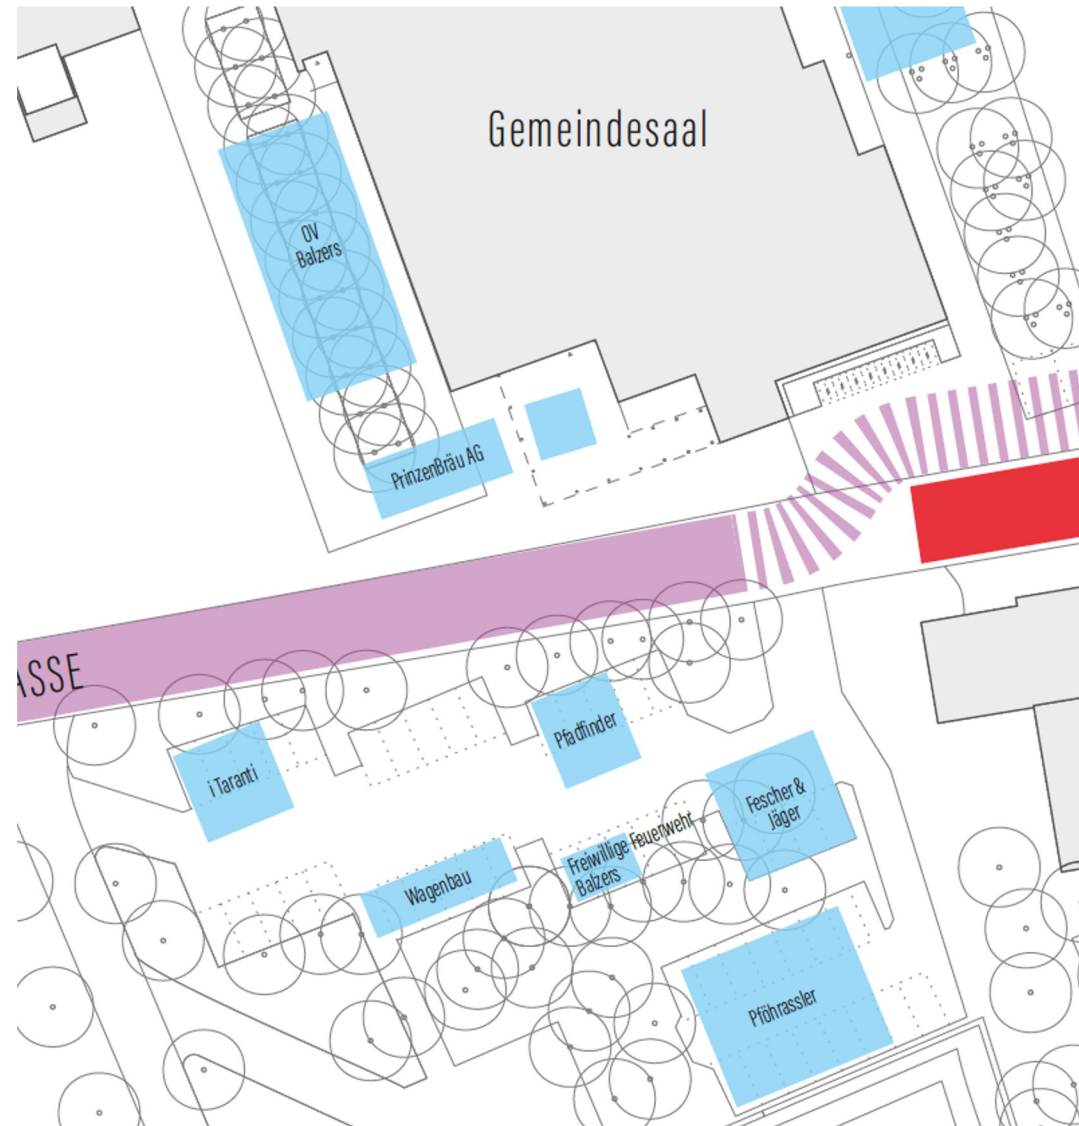 Gemeindesaal
OV
Balzers
PrinzenBräu AG
ASSE
Pfadfinder
i Taranti
Fescher &
Jäger
Freiwillige Feuerwehr
Balzers
Wagenbau
Pföhrassler